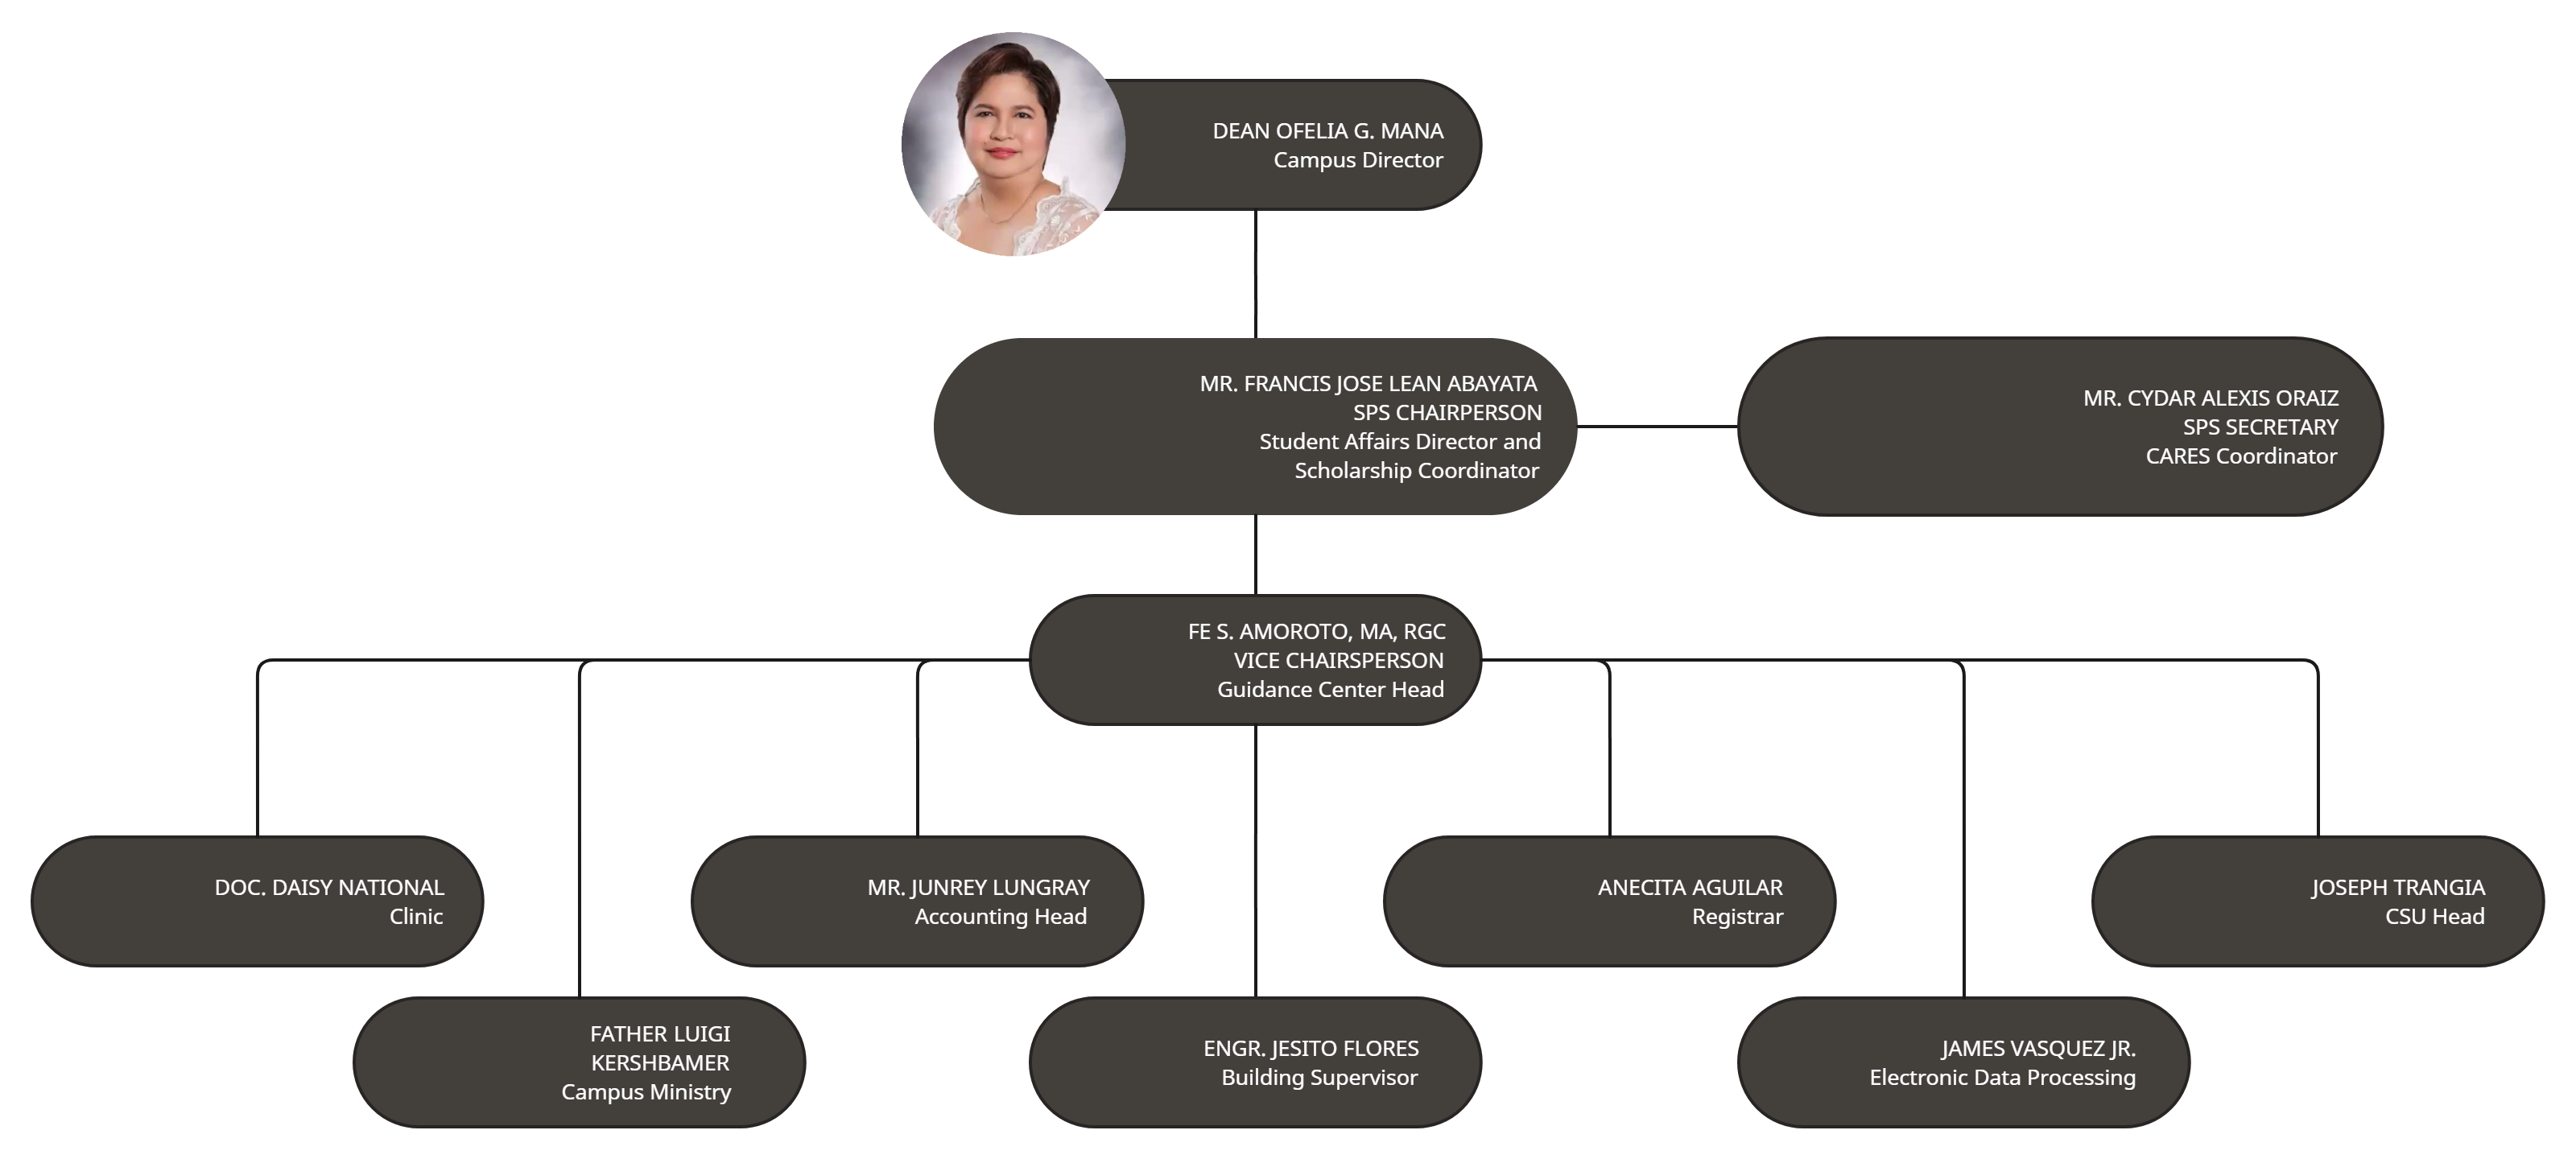 DEAN OFELIA G. MANA
Campus Director
MR. FRANCIS JOSE LEAN ABAYATA
SPS CHAIRPERSON
Student Affairs Director and
Scholarship Coordinator
MR. CYDAR ALEXIS ORAIZ
SPS SECRETARY
CARES Coordinator
FE S. AMOROTO, MA, RGC
VICE CHAIRSPERSON
Guidance Center Head
DOC. DAISY NATIONAL
Clinic
MR. JUNREY LUNGRAY
Accounting Head
ANECITA AGUILAR
Registrar
JOSEPH TRANGIA
CSU Head
FATHER LUIGI
KERSHBAMER
Campus Ministry
ENGR. JESITO FLORES
Building Supervisor
JAMES VASQUEZ JR.
Electronic Data Processing